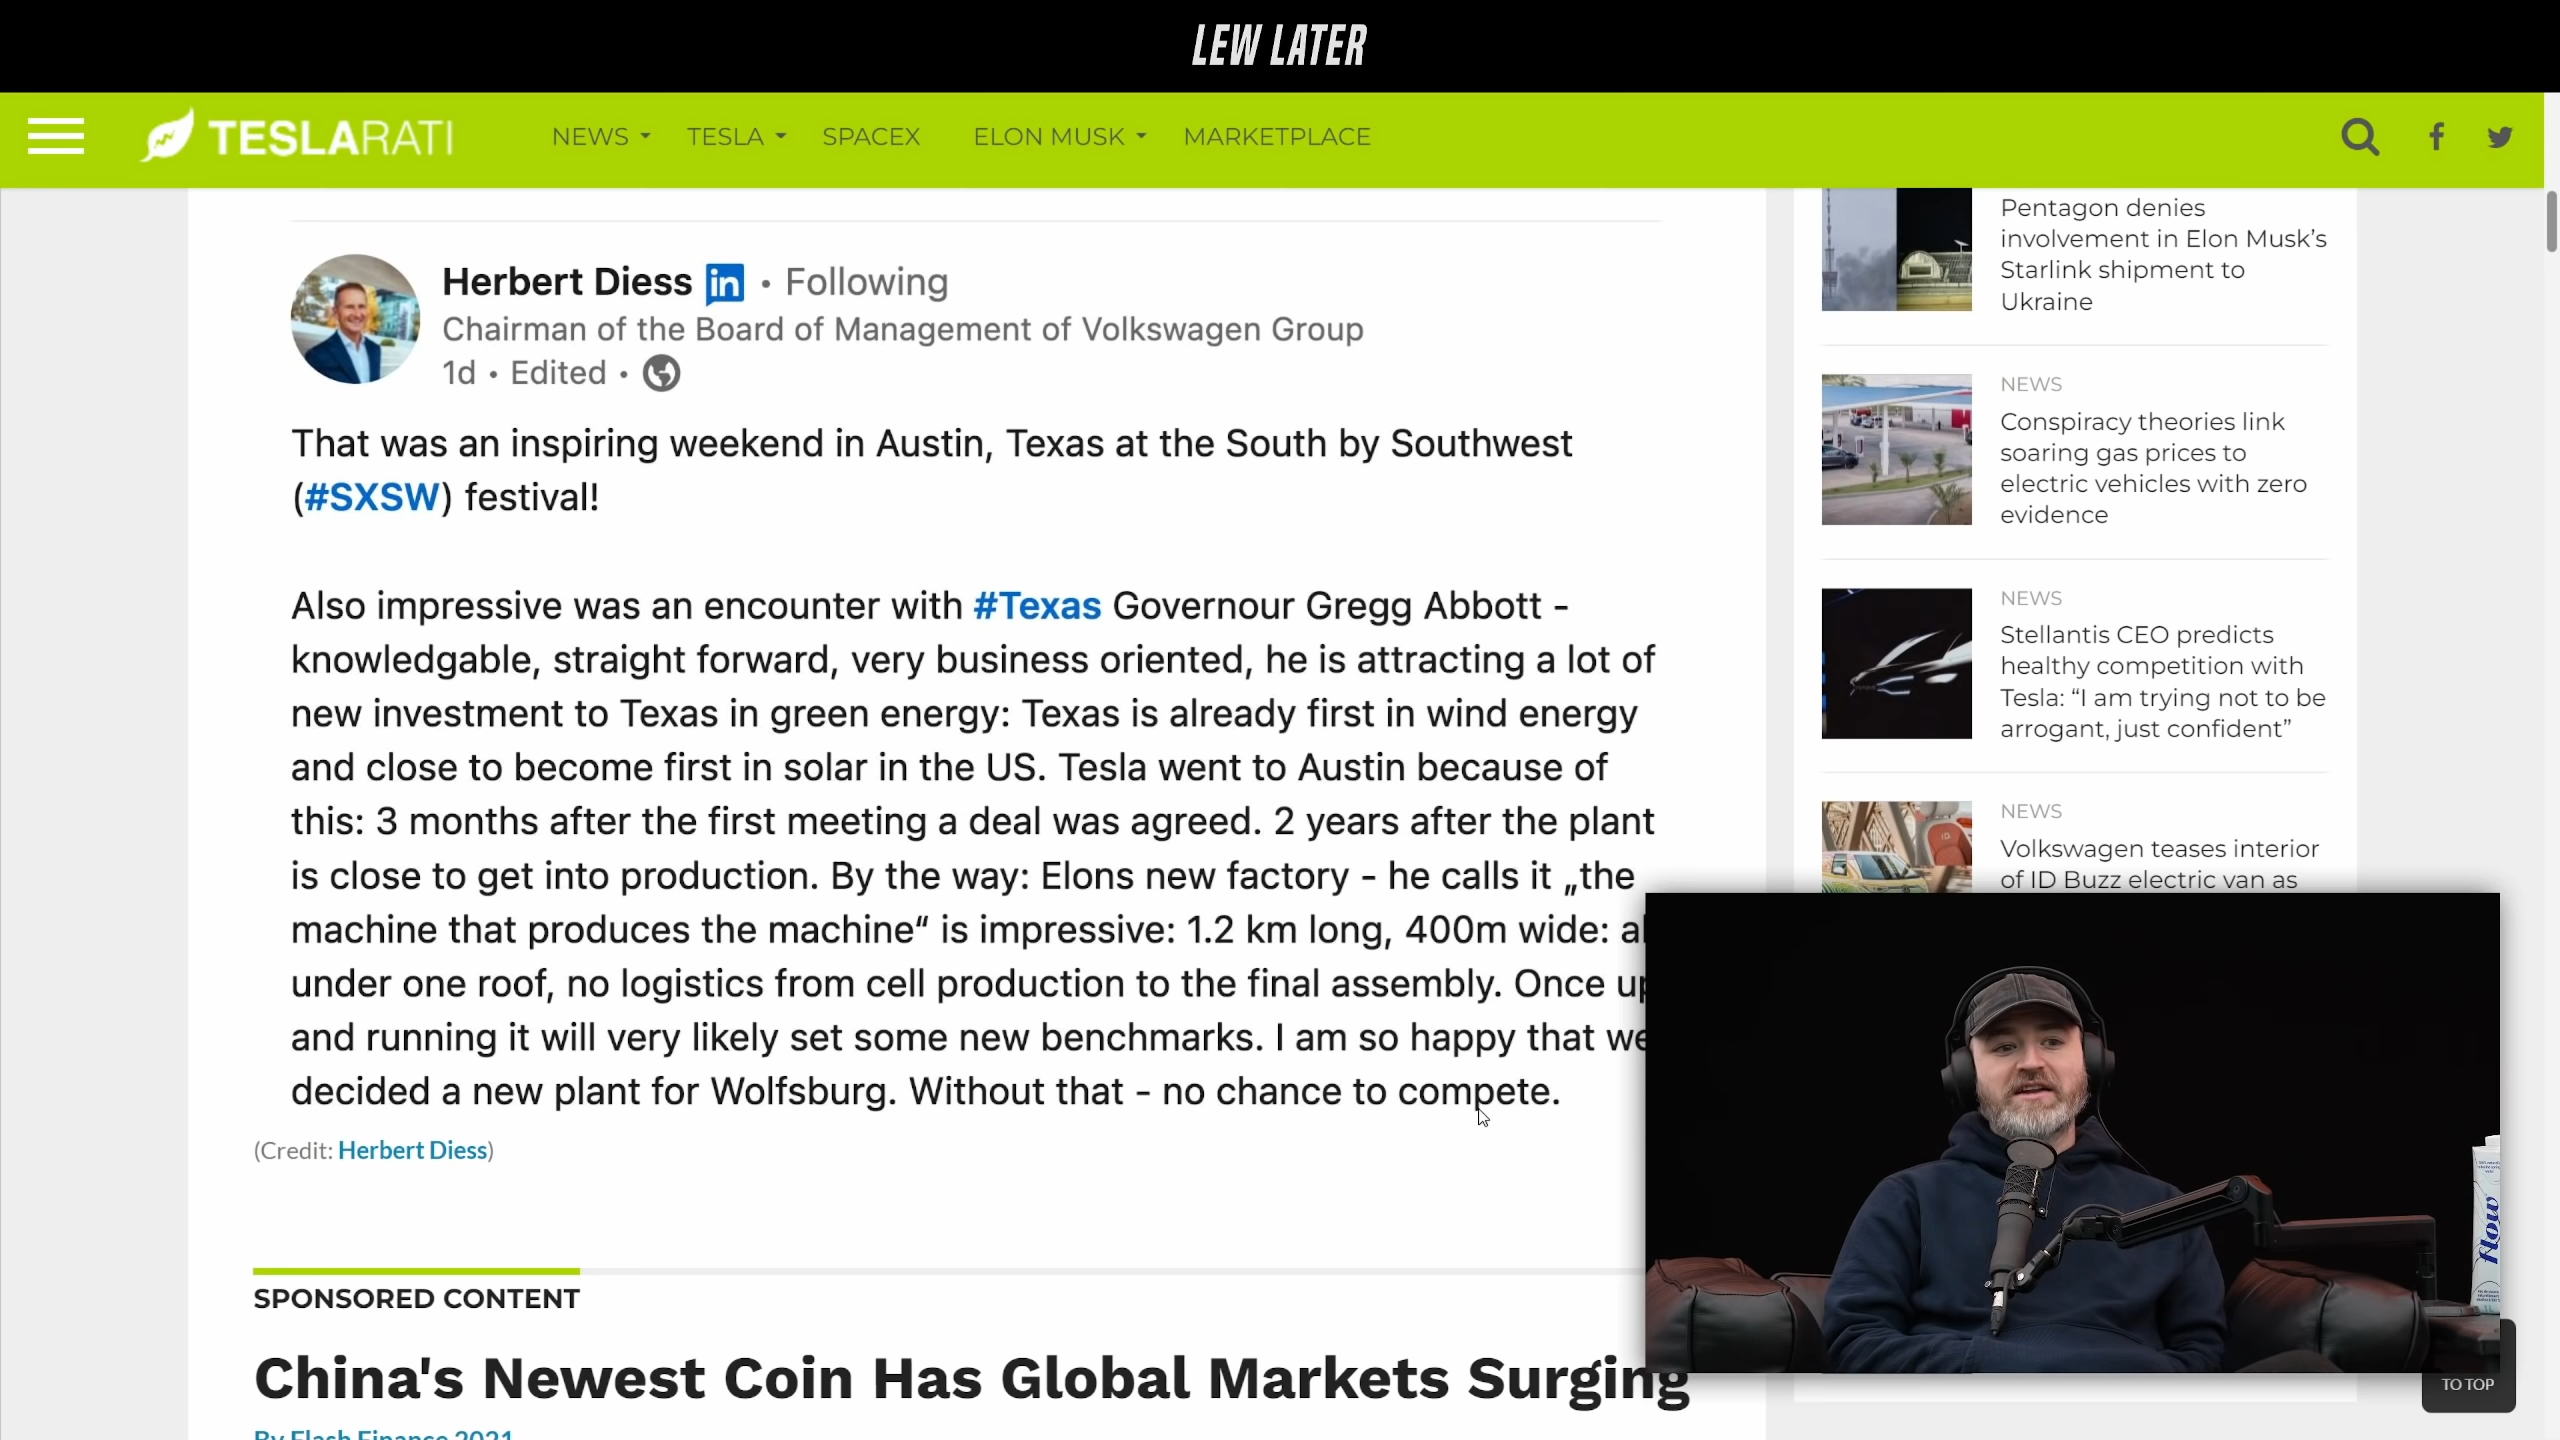 LEW LATER
TESLARATI
NEWS
TESLA
SPACEX
ELON MUSK
MARKETPLACE
Herbert Diess in • Following
Chairman of the Board of Management of Volkswagen Group
1d • Edited •
That was an inspiring weekend in Austin, Texas at the South by Southwest
(#SXSW) festival!
Also impressive was an encounter with #Texas Governour Gregg Abbott -
knowledgable, straight forward, very business oriented, he is attracting a lot of
new investment to Texas in green energy: Texas is already first in wind energy
and close to become first in solar in the US. Tesla went to Austin because of
this: 3 months after the first meeting a deal was agreed. 2 years after the plant
is close to get into production. By the way: Elons new factory - he calls it „the
machine that produces the machine“ is impressive: 1.2 km long, 400m wide:
under one roof, no logistics from cell production to the final assembly. Once
and running it will very likely set some new benchmarks. I am so happy that we
decided a new plant for Wolfsburg. Without that - no chance to compete.
(Credit: Herbert Diess)
SPONSORED CONTENT
China's Newest Coin Has Global Markets Surging
By Flash Finance 2021
Pentagon denies
involvement in Elon Musk’s
Starlink shipment to
Ukraine
NEWS
Conspiracy theories link
soaring gas prices to
electric vehicles with zero
evidence
NEWS
Stellantis CEO predicts
healthy competition with
Tesla: “I am trying not to be
arrogant, just confident”
NEWS
Volkswagen teases interior
of ID Buzz electric van as
flow
TO TOP